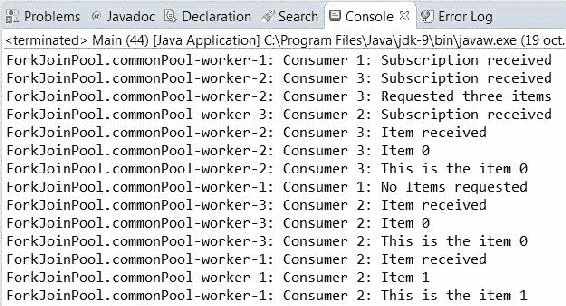 Problems Javadoc Declaration Search Console Error Log
<terminated> Main (44) [Java Application] C:\Program Files\Java\jdk-9\bin\javaw.exe (19 oct.
ForkJoinPool.commonPool-worker-1: Consumer 1: Subscription received
ForkJoinPool.commonPool-worker-2: Consumer 3: Subscription received
ForkJoinPool.commonPool-worker-2: Consumer 3: Requested three items
ForkJoinPool.commonPool-worker-3: Consumer 2: Subscription received
ForkJoinPool.commonPool-worker-2: Consumer 3: Item received
ForkJoinPool.commonPool-worker-2: Consumer 3: Item 0
ForkJoinPool.commonPool-worker-2: Consumer 3: This is the item 0
ForkJoinPool.commonPool-worker-1: Consumer 1: No Items requested
ForkJoinPool.commonPool-worker-3: Consumer 2: Item received
ForkJoinPool.commonPool-worker-3: Consumer 2: Item 0
ForkJoinPool.commonPool-worker-3: Consumer 2: This is the item 0
ForkJoinPool.commonPool-worker-1: Consumer 2: Item received
ForkJoinPool.commonPool-worker-1: Consumer 2: Item 1
ForkJoinPool.commonPool-worker-1: Consumer 2: This is the item 1